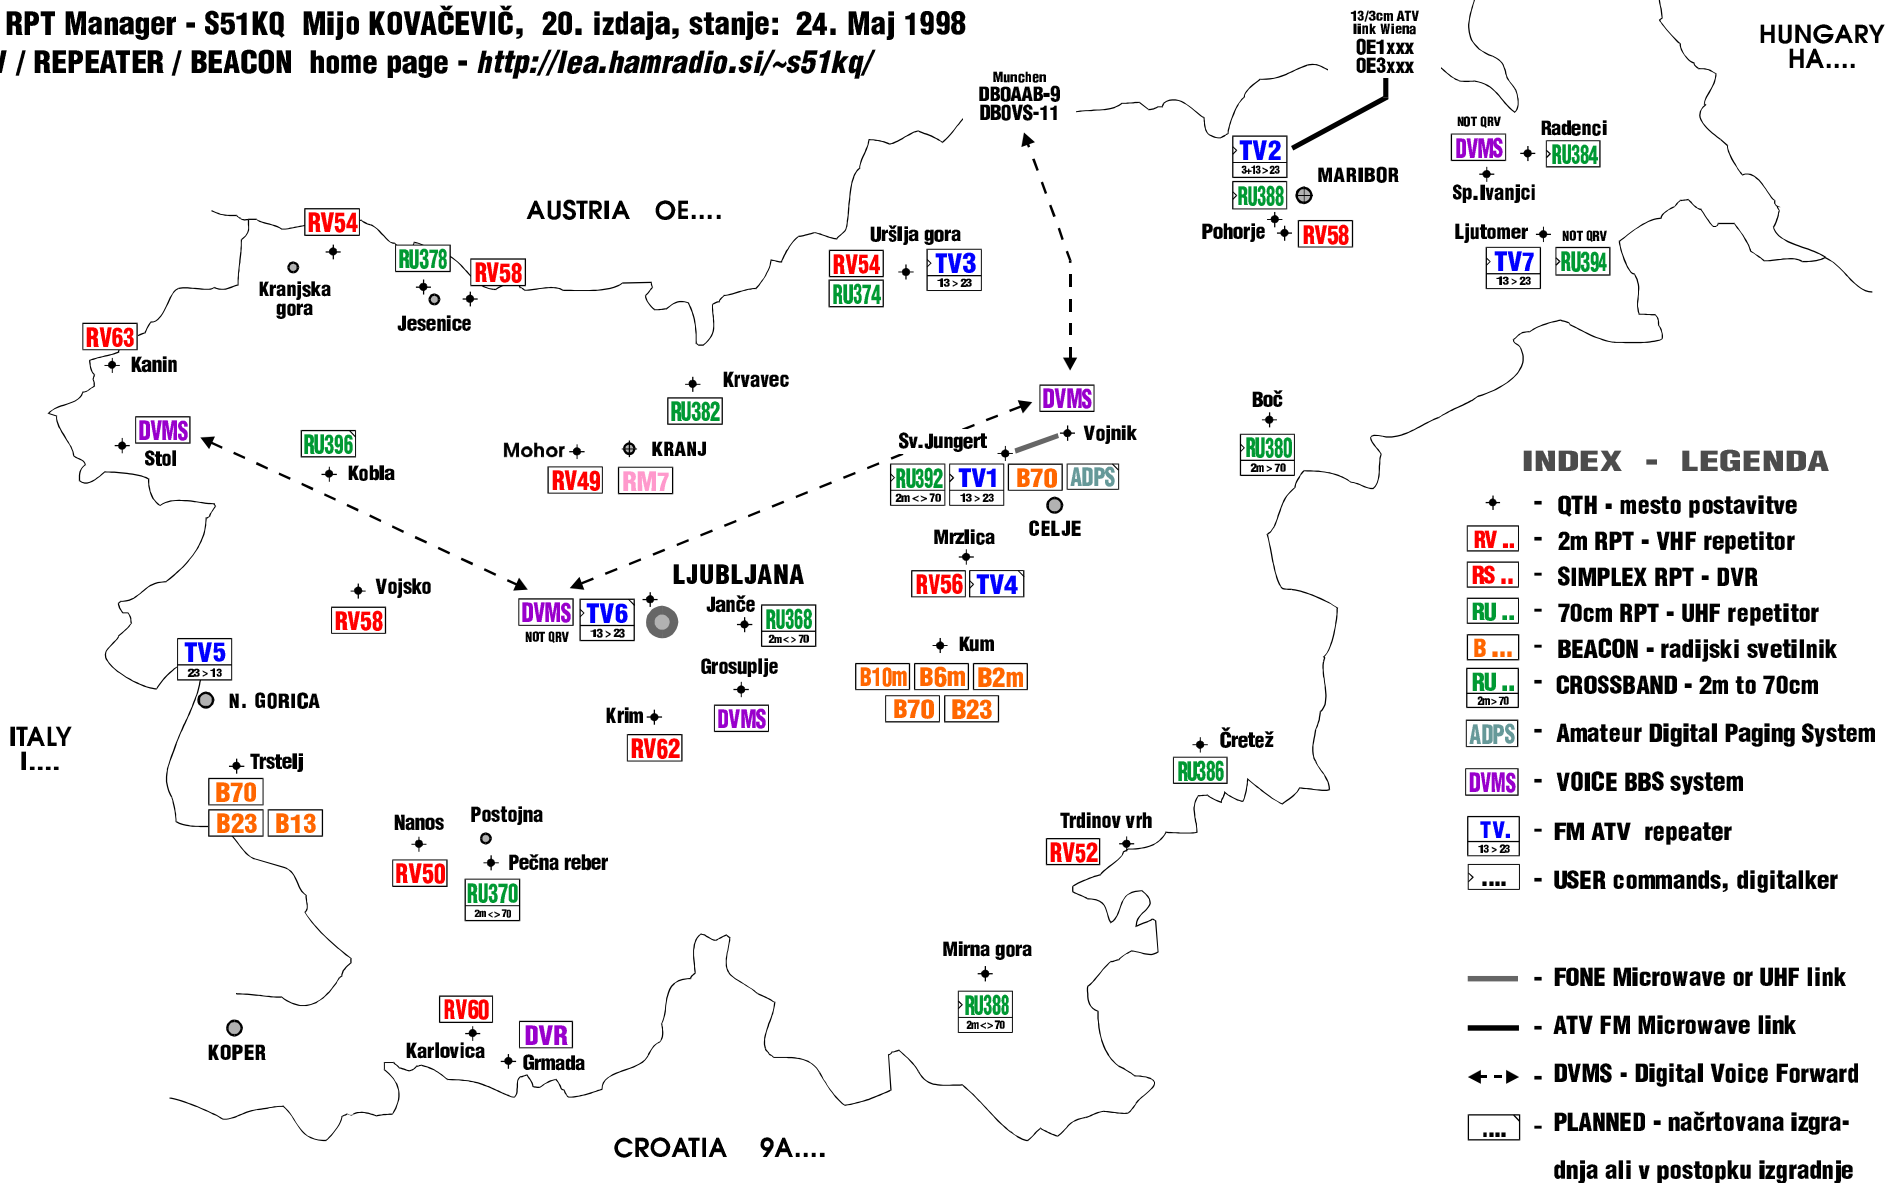 RPT Manager - S51KQ Mijo KOVAČEVIČ, 20. izdaja, stanje: 24. Maj 1998
/ REPEATER / BEACON home page - http://lea.hamradio.si/~s51kq/
13/3cm ATV
link Wiena
OE1xxx
OE3xxx
HUNGARY
HA....
Munchen
DB0AAB-9
DB0VS-11
AUSTRIA OE....
TV2
3+13 > 23
RU388
MARIBOR
Pohorje
RV58
NOT QRV
DVMS
Sp.Ivanjci
Radenci
RU384
Ljutomer
TV7
13 > 23
NOT QRV
RU394
RV54
Kranjska
gora
RU378
RV58
Jesenice
Uršlja gora
RV54
TV3
13 > 23
RU374
RV63
Kanin
Krvavec
RU382
DVMS
Stol
RU396
Kobla
Mohor
RV49
KRANJ
RM7
DVMS
Vojnik
Sv.Jungert
RU392
2m < > 70
TV1
13 > 23
B70
ADPS
CELJE
Boč
RU380
2m > 70
Mrzlica
RV56
TV4
Vojsko
RV58
LJUBLJANA
DVMS
NOT QRV
TV6
13 > 23
Janče
RU368
2m < > 70
Grosuplje
DVMS
Kum
B10m
B6m
B2m
B70
B23
TV5
23 > 13
N. GORICA
ITALY
I....
Krim
RV62
Čretež
RU386
Trstelj
B70
B23
B13
Nanos
RV50
Postojna
Pečna reber
RU370
2m < > 70
Trdinov vrh
RV52
Mirna gora
RU388
2m < > 70
KOPER
RV60
Karlovica
DVR
Grmada
CROATIA 9A....
INDEX - LEGENDA
- QTH - mesto postavitve
RV .. - 2m RPT - VHF repetitor
RS .. - SIMPLEX RPT - DVR
RU .. - 70cm RPT - UHF repetitor
B ... - BEACON - radijski svetilnik
RU .. - CROSSBAND - 2m to 70cm
2m > 70
ADPS - Amateur Digital Paging System
DVMS - VOICE BBS system
TV. - FM ATV repeater
13 > 23
.... - USER commands, digitalker
- FONE Microwave or UHF link
- ATV FM Microwave link
- DVMS - Digital Voice Forward
.... - PLANNED - načrtovana izgra-
dnja ali v postopku izgradnje